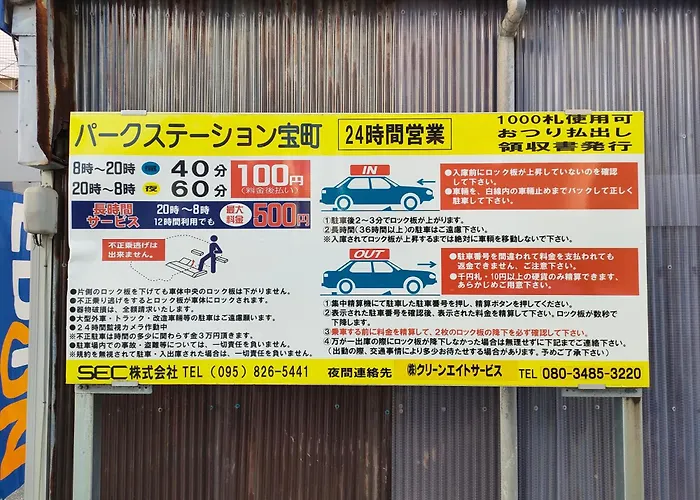 パークステーション宝町
24時間営業
1000札使用可
おつり払出し
領収書発行
8時～20時 昼 40分
20時～8時 夜 60分
100円
(料金後払い)
長時間
サービス
20時～8時
12時間利用でも
最大
料金
500円
不正乗逃げは
出来ません。
●片側のロック板を下げても車体中央のロック板は下がりません。
●不正乗り逃げをするとロック板が車体にロックされます。
●器物破損は、全額請求いたします。
●大型外車・トラック・改造車輌等の駐車はご遠慮願います。
●24時間監視カメラ作動中
※不正駐車は時間の多少に関わらず金3万円頂きます。
●駐車場内での事故・盗難等については、一切責任を負いません。
※規約を無視されて駐車・入出庫された場合は、一切責任を負いません。
IN
●入庫前にロック板が上昇していないのを確認
して下さい。
●車輌を、白線内の車輌止めまでバックして正しく
駐車して下さい。
①駐車後2～3分でロック板が上がります。
②長時間(36時間以上)の駐車はご遠慮下さい。
※入庫されてロック板が上昇するまでは絶対に車輌を移動しないで下さい。
OUT
●駐車番号を間違われて料金を支払われても
返金できません、ご注意下さい。
●千円札・10円以上の硬貨のみ精算できます、
あらかじめご用意下さい。
①集中精算機にて駐車した駐車番号を押し、精算ボタンを押してください。
②表示された駐車番号を確認後、表示された料金を精算して下さい。ロック板が数秒で
下降します。
③乗車する前に料金を精算して、2枚のロック板の降下を必ず確認して下さい。
④万が一出庫の際にロック板が降下しなかった場合は無理せずに下記までご連絡下さい。
(出動の際、交通事情により多少お待たせする場合があります。予めご了承下さい)
SEC株式会社 TEL (095) 826-5441
夜間連絡先 ㈱クリーンエイトサービス TEL 080-3485-3220